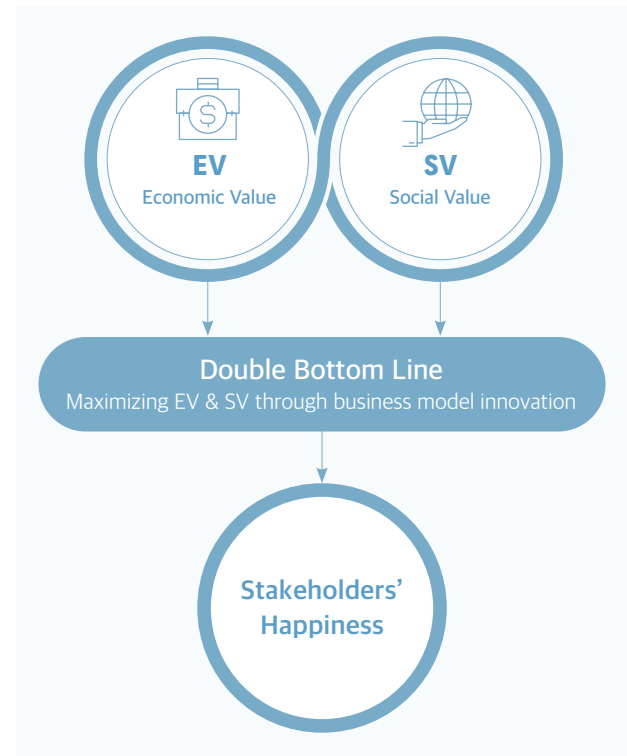 $
EV
Economic Value
SV
Social Value
Double Bottom Line
Maximizing EV & SV through business model innovation
Stakeholders’
Happiness